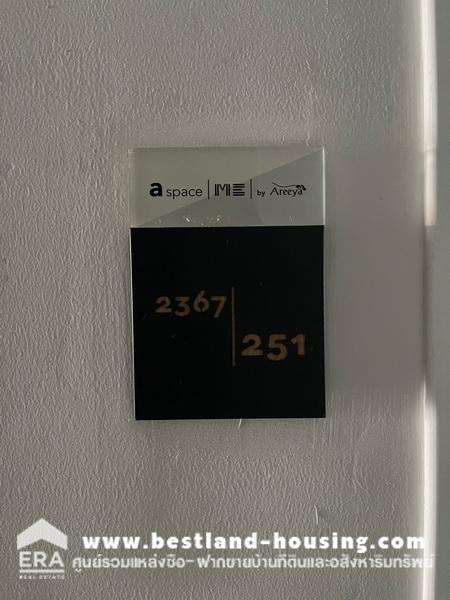 a space | ME | by Areeya
2367
251
www.bestland-housing.com
ERA
REAL ESTATE
ศูนย์รวมแหล่งซื้อ-ฝากขายบ้านที่ดินและอสังหาริมทรัพย์